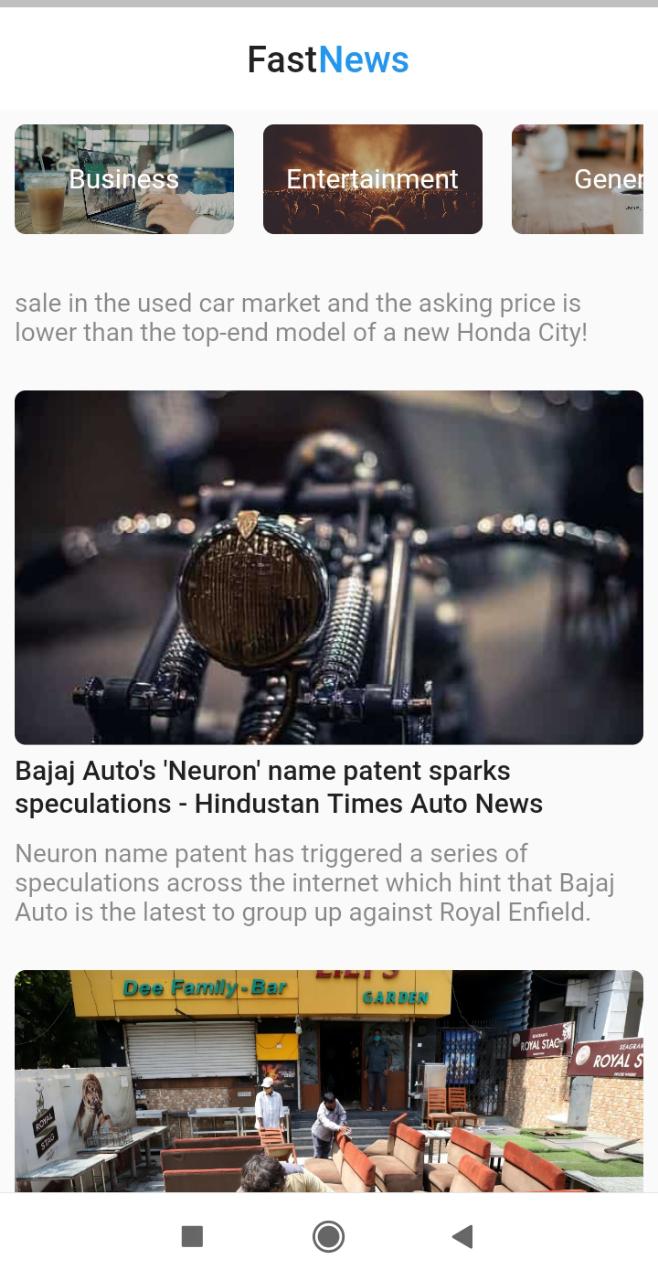 FastNews
Business
Entertainment
Gener
sale in the used car market and the asking price is
lower than the top-end model of a new Honda City!
Bajaj Auto's 'Neuron' name patent sparks
speculations - Hindustan Times Auto News
Neuron name patent has triggered a series of
speculations across the internet which hint that Bajaj
Auto is the latest to group up against Royal Enfield.
LILY'S
Dee Family-Bar
GARDEN
ROYAL STAG
SEAGRA
ROYAL S
ROYAL
STAG